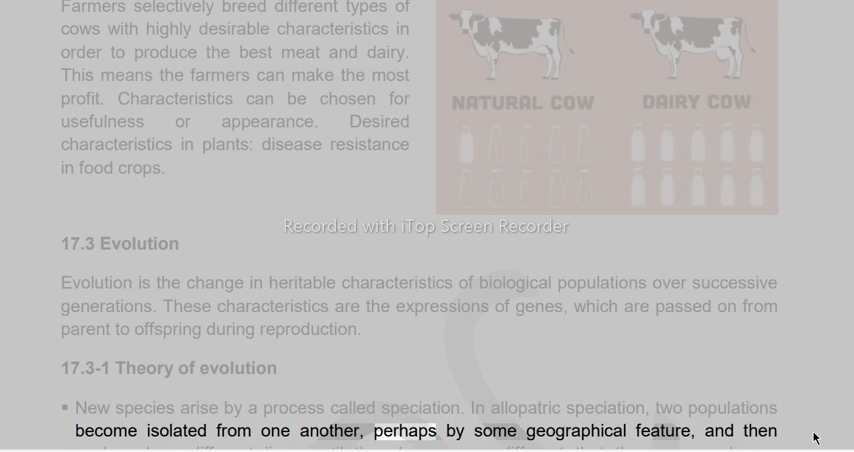 Farmers selectively breed different types of
cows with highly desirable characteristics in
order to produce the best meat and dairy.
This means the farmers can make the most
profit. Characteristics can be chosen for
usefulness or appearance. Desired
characteristics in plants: disease resistance
in food crops.
NATURAL COW
DAIRY COW
Recorded with iTop Screen Recorder
17.3 Evolution
Evolution is the change in heritable characteristics of biological populations over successive
generations. These characteristics are the expressions of genes, which are passed on from
parent to offspring during reproduction.
17.3-1 Theory of evolution
▪ New species arise by a process called speciation. In allopatric speciation, two populations
become isolated from one another, perhaps by some geographical feature, and then